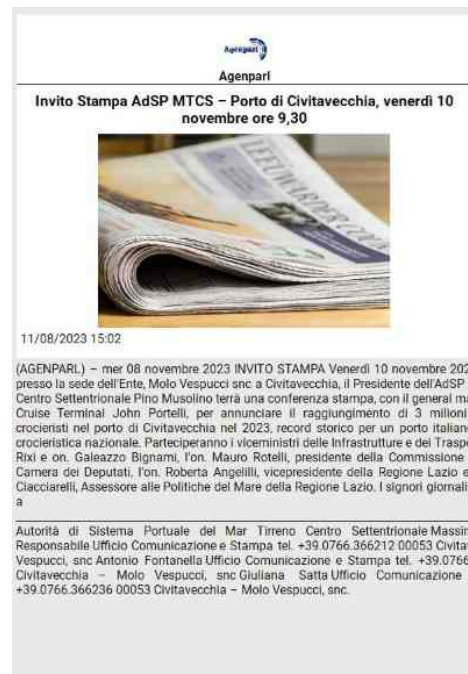 Agenparl
Agenparl
Invito Stampa AdSP MTCS – Porto di Civitavecchia, venerdì 10
novembre ore 9,30
LEEUWARDER COU
11/08/2023 15:02
(AGENPARL) – mer 08 novembre 2023 INVITO STAMPA Venerdì 10 novembre 202
presso la sede dell'Ente, Molo Vespucci snc a Civitavecchia, il Presidente dell'AdSP
Centro Settentrionale Pino Musolino terrà una conferenza stampa, con il general ma
Cruise Terminal John Portelli, per annunciare il raggiungimento di 3 milioni
crocieristi nel porto di Civitavecchia nel 2023, record storico per un porto italiano
crocieristica nazionale. Parteciperanno i viceministri delle Infrastrutture e dei Traspo
Rixi e on. Galeazzo Bignami, l'on. Mauro Rotelli, presidente della Commissione
Camera dei Deputati, l'on. Roberta Angelilli, vicepresidente della Regione Lazio e
Ciacciarelli, Assessore alle Politiche del Mare della Regione Lazio. I signori giornali
a
Autorità di Sistema Portuale del Mar Tirreno Centro Settentrionale Massim
Responsabile Ufficio Comunicazione e Stampa tel. +39.0766.366212 00053 Civita
Vespucci, snc Antonio Fontanella Ufficio Comunicazione e Stampa tel. +39.0766
Civitavecchia – Molo Vespucci, snc Giuliana Satta Ufficio Comunicazione
+39.0766.366236 00053 Civitavecchia – Molo Vespucci, snc.